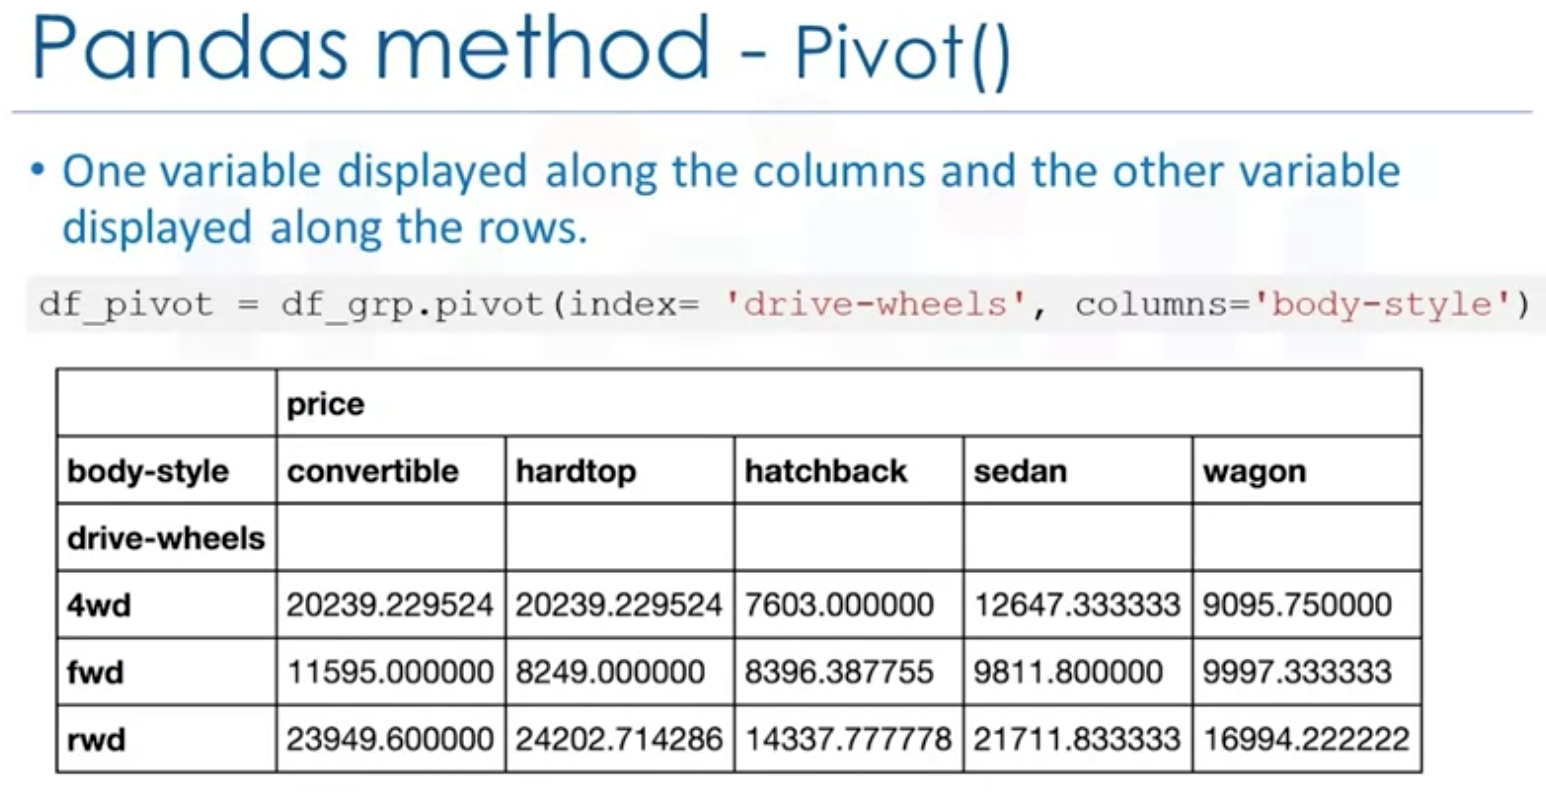 Pandas method - Pivot()
• One variable displayed along the columns and the other variable
displayed along the rows.
df_pivot = df_grp.pivot(index= 'drive-wheels', columns='body-style')
price
body-style convertible hardtop hatchback sedan wagon
drive-wheels
4wd 20239.229524 20239.229524 7603.000000 12647.333333 9095.750000
fwd 11595.000000 8249.000000 8396.387755 9811.800000 9997.333333
rwd 23949.600000 24202.714286 14337.777778 21711.833333 16994.222222